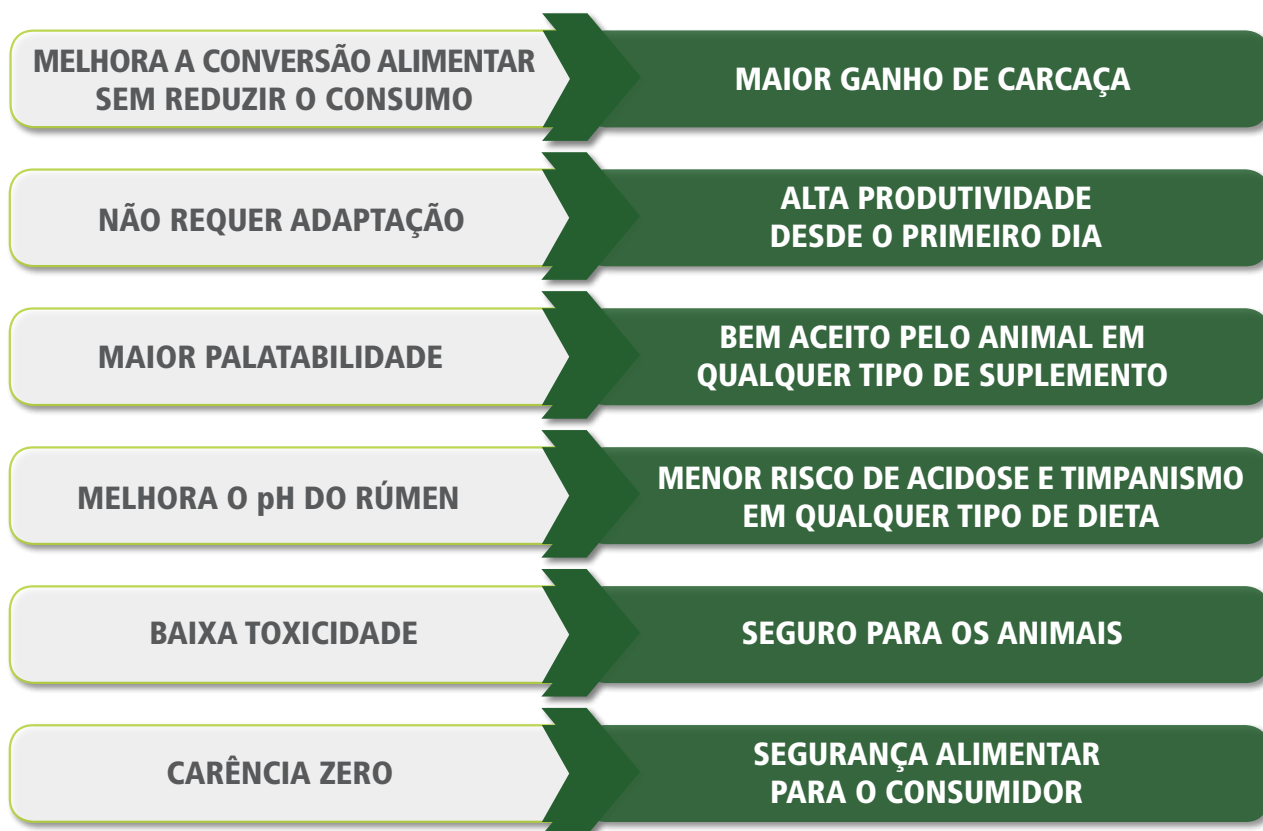 MELHORA A CONVERSÃO ALIMENTAR
SEM REDUZIR O CONSUMO
MAIOR GANHO DE CARCAÇA
NÃO REQUER ADAPTAÇÃO
ALTA PRODUTIVIDADE
DESDE O PRIMEIRO DIA
MAIOR PALATABILIDADE
BEM ACEITO PELO ANIMAL EM
QUALQUER TIPO DE SUPLEMENTO
MELHORA O pH DO RÚMEN
MENOR RISCO DE ACIDOSE E TIMPANISMO
EM QUALQUER TIPO DE DIETA
BAIXA TOXICIDADE
SEGURO PARA OS ANIMAIS
CARÊNCIA ZERO
SEGURANÇA ALIMENTAR
PARA O CONSUMIDOR